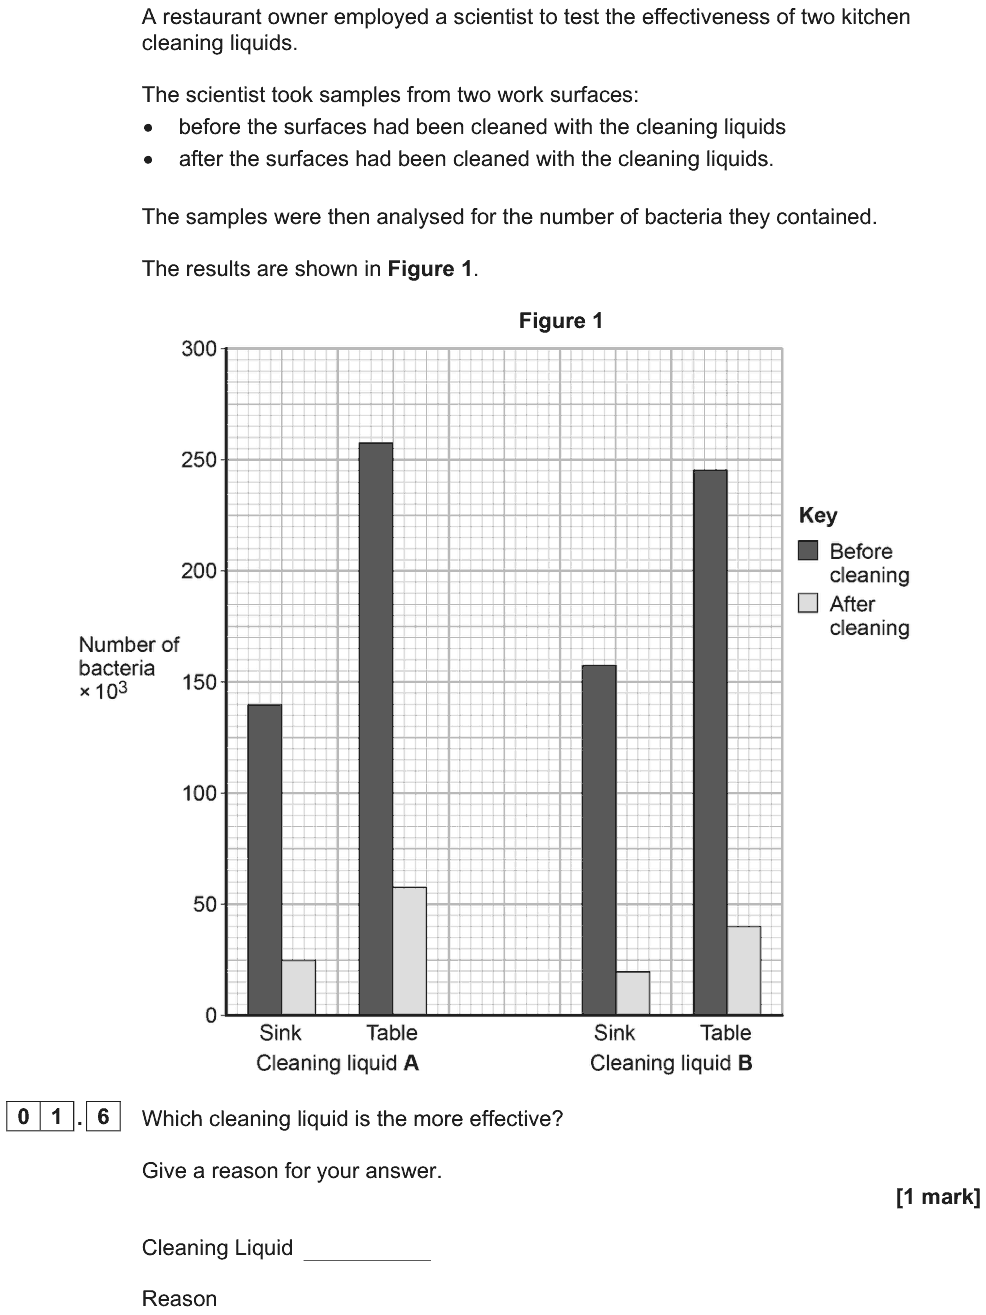 A restaurant owner employed a scientist to test the effectiveness of two kitchen
cleaning liquids.
The scientist took samples from two work surfaces:
• before the surfaces had been cleaned with the cleaning liquids
• after the surfaces had been cleaned with the cleaning liquids.
The samples were then analysed for the number of bacteria they contained.
The results are shown in Figure 1.
Figure 1
300
250
200
150
100
50
0
Number of
bacteria
× 10³
Key
Before
cleaning
After
cleaning
Sink Table Sink Table
Cleaning liquid A Cleaning liquid B
0 1 . 6 Which cleaning liquid is the more effective?
Give a reason for your answer.
[1 mark]
Cleaning Liquid
Reason